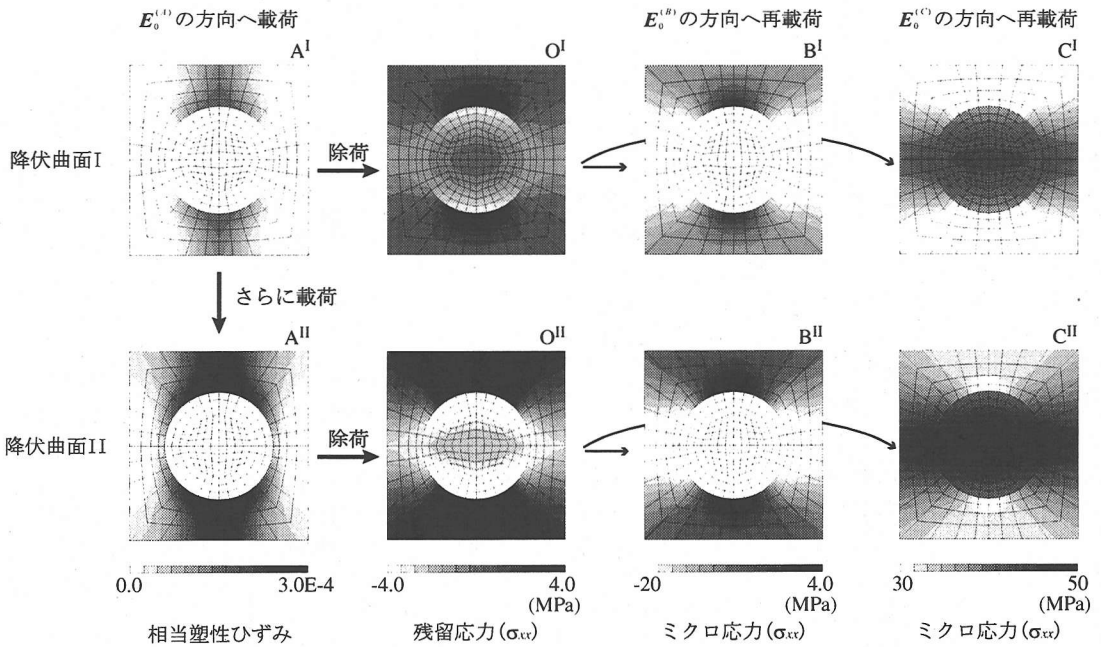 E₀⁽ᴬ⁾ の方向へ載荷
E₀⁽ᴮ⁾ の方向へ再載荷
E₀⁽ꟲ⁾ の方向へ再載荷
Aᴵ
Oᴵ
Bᴵ
Cᴵ
降伏曲面I
除荷
さらに載荷
Aᴵᴵ
Oᴵᴵ
Bᴵᴵ
Cᴵᴵ
降伏曲面II
除荷
0.0 3.0E-4
-4.0 4.0
(MPa)
-20 4.0
(MPa)
30 50
(MPa)
相当塑性ひずみ
残留応力(σxx)
ミクロ応力(σxx)
ミクロ応力(σxx)